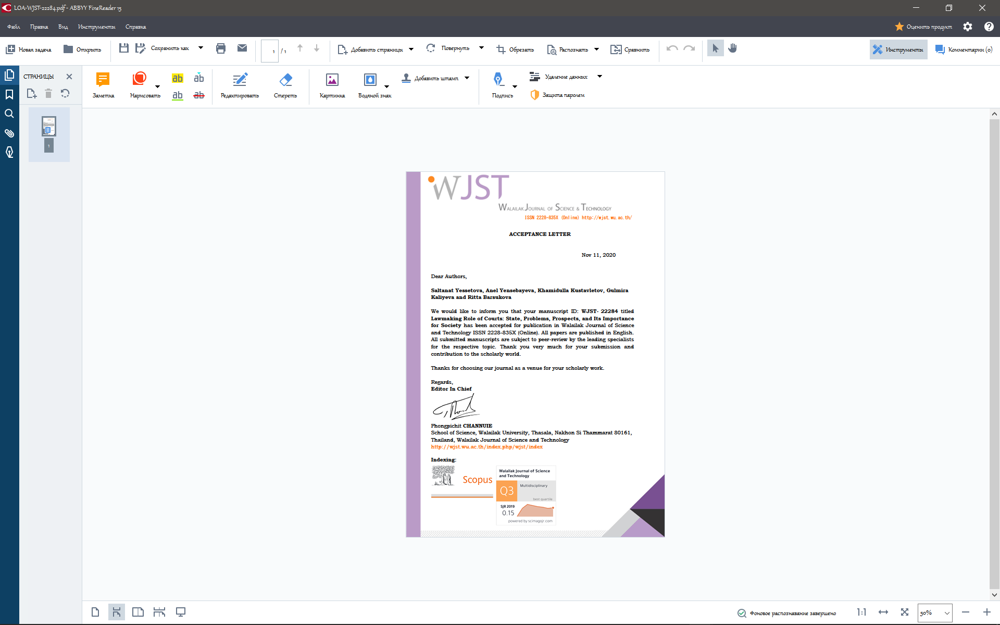 LOA-WJST-22284.pdf - ABBYY FineReader 15
Файл Правка Вид Инструменты Справка Оценить продукт
Новая задача Открыть Сохранить как 1 / 1 Добавить страницы Повернуть Обрезать Распознать Сравнить Инструменты Комментарии (0)
СТРАНИЦЫ
Заметка Нарисовать ab ab ab ab Редактировать Стереть Картинка Водяной знак Добавить штамп Подпись Удаление данных
Защита паролем
1
WJST
WALAILAK JOURNAL OF SCIENCE & TECHNOLOGY
ISSN 2228-835X (Online) http://wjst.wu.ac.th/
ACCEPTANCE LETTER
Nov 11, 2020
Dear Authors,
Saltanat Yessetova, Anel Yensebayeva, Khamidulla Kustavletov, Gulmira
Kaliyeva and Ritta Barsukova
We would like to inform you that your manuscript ID: WJST- 22284 titled
Lawmaking Role of Courts: State, Problems, Prospects, and Its Importance
for Society has been accepted for publication in Walailak Journal of Science
and Technology ISSN 2228-835X (Online). All papers are published in English.
All submitted manuscripts are subject to peer-review by the leading specialists
for the respective topic. Thank you very much for your submission and
contribution to the scholarly world.
Thanks for choosing our journal as a venue for your scholarly work.
Regards,
Editor In Chief
Phongpichit CHANNUIE
School of Science, Walailak University, Thasala, Nakhon Si Thammarat 80161,
Thailand, Walailak Journal of Science and Technology
http://wjst.wu.ac.th/index.php/wjst/index
Indexing:
Scopus
Walailak Journal of Science
and Technology
Q3
Multidisciplinary
best quartile
SJR 2019
0.15
powered by scimagojr.com
Фоновое распознавание завершено 1:1 50%